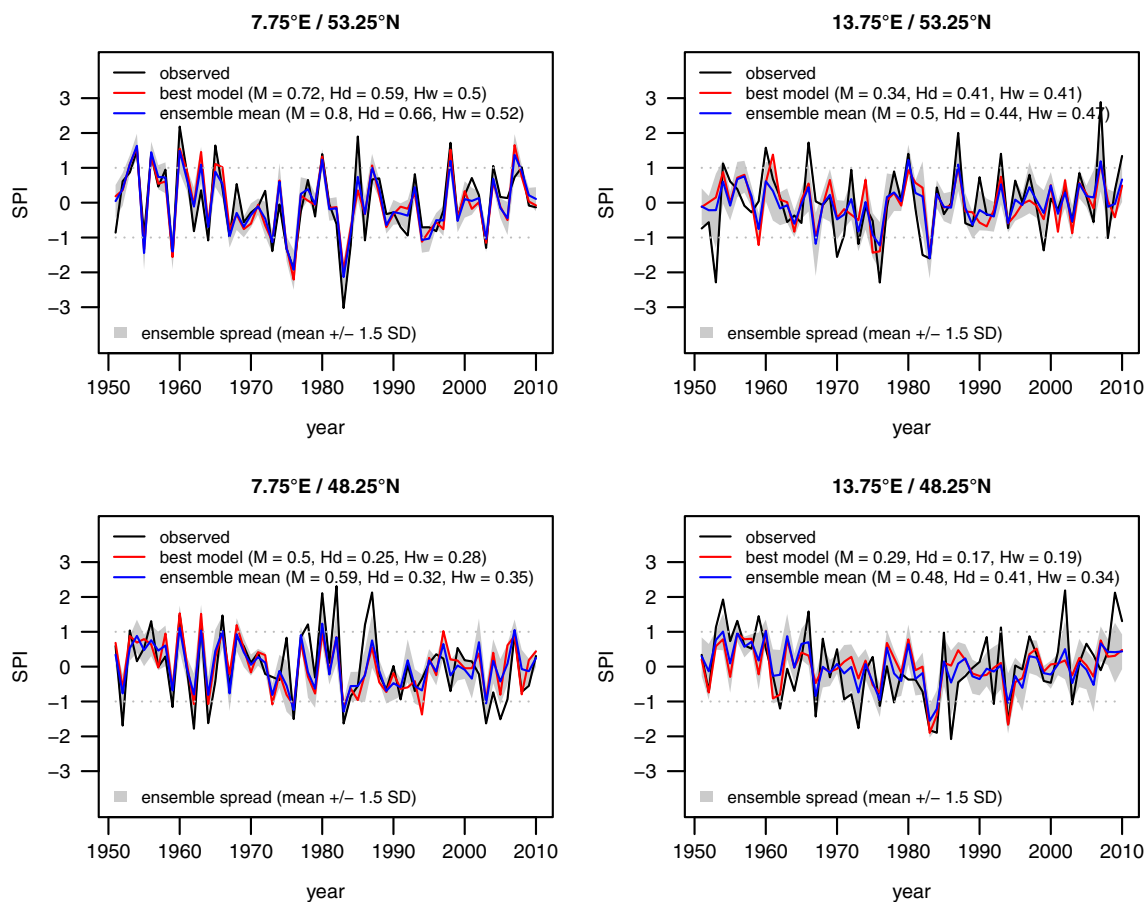 7.75°E / 53.25°N
observed
best model (M = 0.72, Hd = 0.59, Hw = 0.5)
ensemble mean (M = 0.8, Hd = 0.66, Hw = 0.52)
SPI
3
2
1
0
−1
−2
−3
ensemble spread (mean +/− 1.5 SD)
1950 1960 1970 1980 1990 2000 2010
year
13.75°E / 53.25°N
observed
best model (M = 0.34, Hd = 0.41, Hw = 0.41)
ensemble mean (M = 0.5, Hd = 0.44, Hw = 0.47)
SPI
3
2
1
0
−1
−2
−3
ensemble spread (mean +/− 1.5 SD)
1950 1960 1970 1980 1990 2000 2010
year
7.75°E / 48.25°N
observed
best model (M = 0.5, Hd = 0.25, Hw = 0.28)
ensemble mean (M = 0.59, Hd = 0.32, Hw = 0.35)
SPI
3
2
1
0
−1
−2
−3
ensemble spread (mean +/− 1.5 SD)
1950 1960 1970 1980 1990 2000 2010
year
13.75°E / 48.25°N
observed
best model (M = 0.29, Hd = 0.17, Hw = 0.19)
ensemble mean (M = 0.48, Hd = 0.41, Hw = 0.34)
SPI
3
2
1
0
−1
−2
−3
ensemble spread (mean +/− 1.5 SD)
1950 1960 1970 1980 1990 2000 2010
year